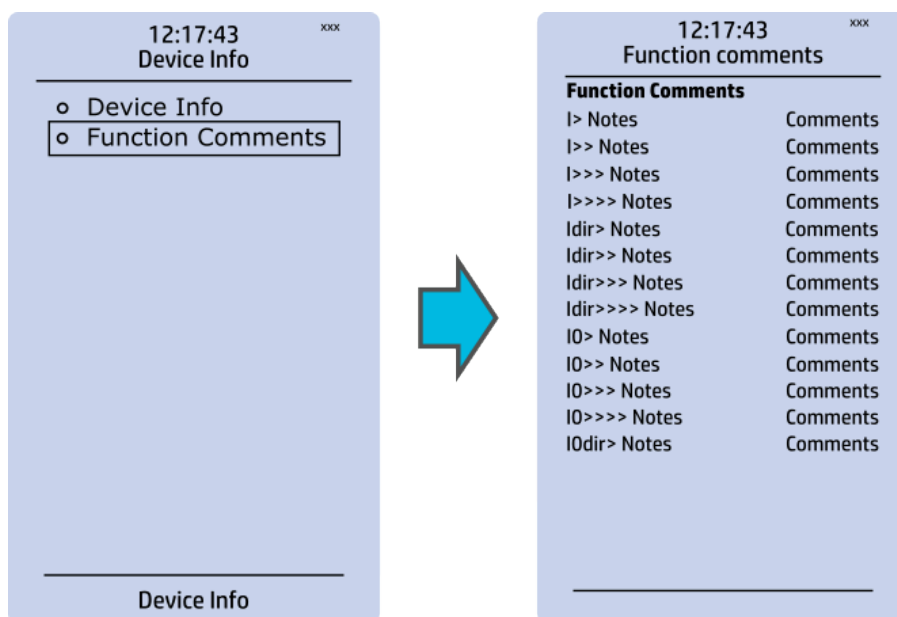 12:17:43 xxx
Device Info
Device Info
Function Comments
Device Info
12:17:43 xxx
Function comments
Function Comments
I> Notes Comments
I>> Notes Comments
I>>> Notes Comments
I>>>> Notes Comments
Idir> Notes Comments
Idir>> Notes Comments
Idir>>> Notes Comments
Idir>>>> Notes Comments
I0> Notes Comments
I0>> Notes Comments
I0>>> Notes Comments
I0>>>> Notes Comments
I0dir> Notes Comments